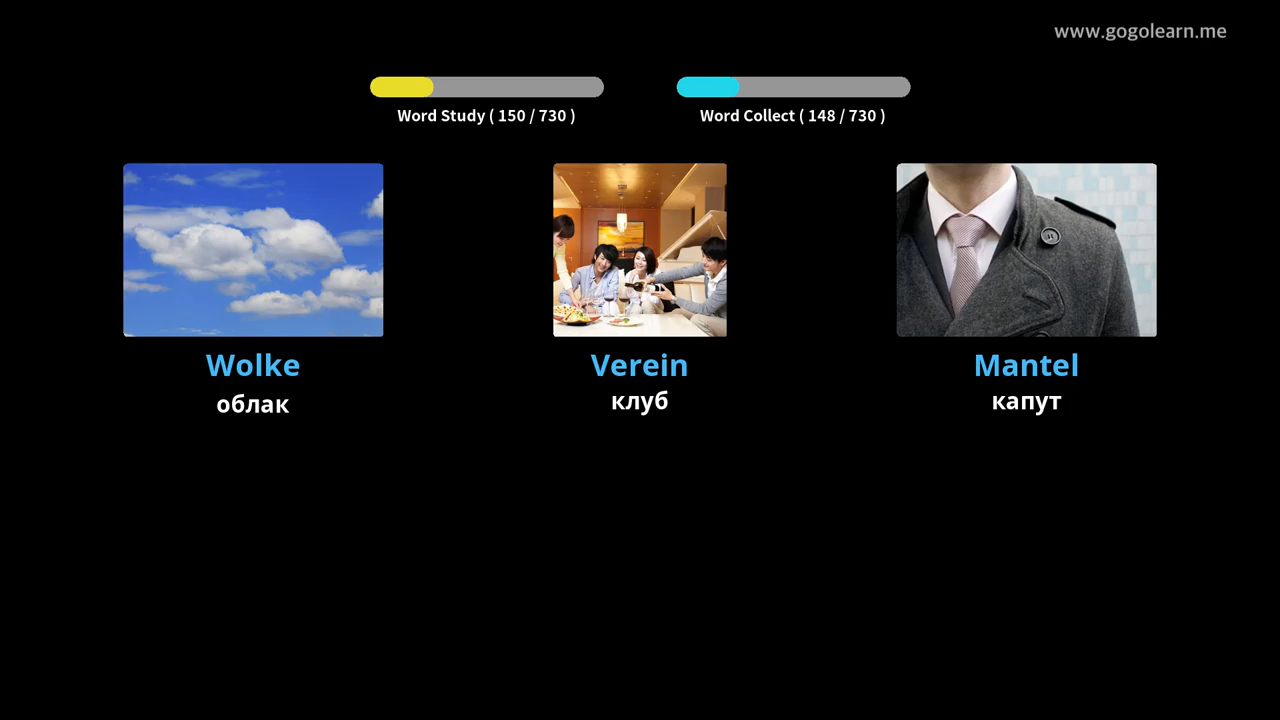 www.gogolearn.me
Word Study ( 150 / 730 )
Word Collect ( 148 / 730 )
Wolke
облак
Verein
клуб
Mantel
капут